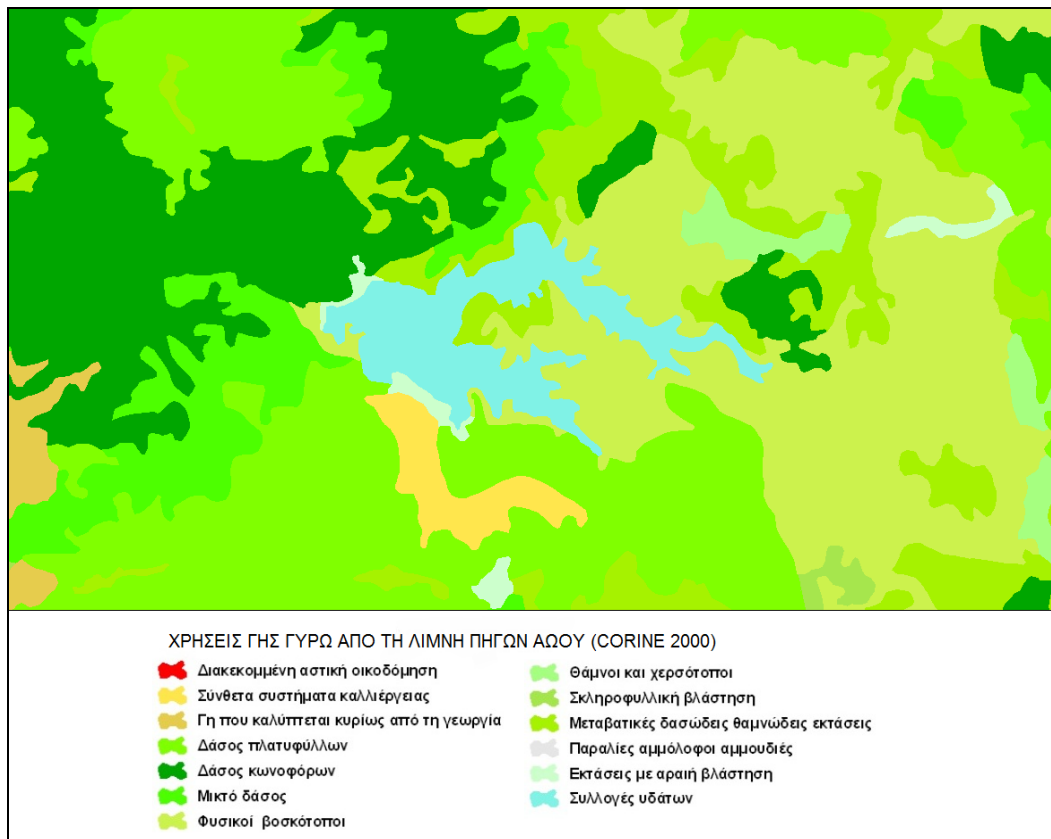 ΧΡΗΣΕΙΣ ΓΗΣ ΓΥΡΩ ΑΠΟ ΤΗ ΛΙΜΝΗ ΠΗΓΩΝ ΑΩΟΥ (CORINE 2000)
Διακεκομμένη αστική οικοδόμηση
Σύνθετα συστήματα καλλιέργειας
Γη που καλύπτεται κυρίως από τη γεωργία
Δάσος πλατυφύλλων
Δάσος κωνοφόρων
Μικτό δάσος
Φυσικοί βοσκότοποι
Θάμνοι και χερσότοποι
Σκληροφυλλική βλάστηση
Μεταβατικές δασώδεις θαμνώδεις εκτάσεις
Παραλίες αμμόλοφοι αμμουδιές
Εκτάσεις με αραιή βλάστηση
Συλλογές υδάτων